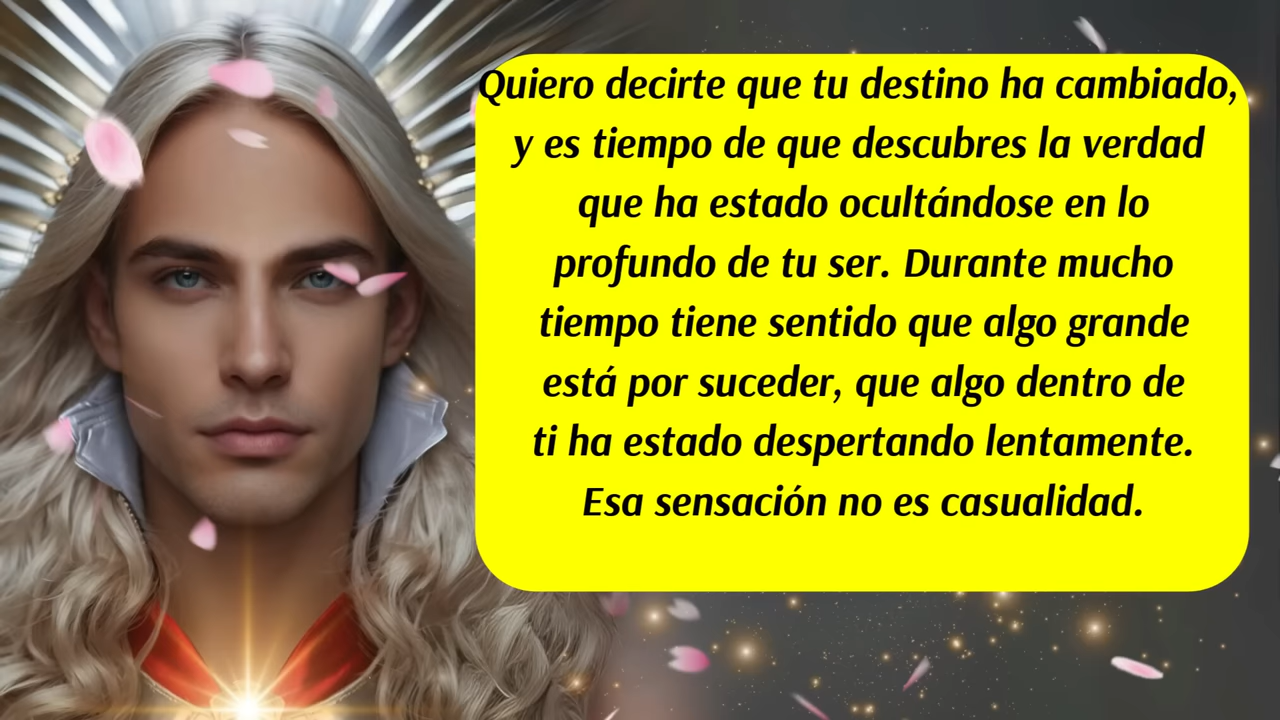 Quiero decirte que tu destino ha cambiado,
y es tiempo de que descubres la verdad
que ha estado ocultándose en lo
profundo de tu ser. Durante mucho
tiempo tiene sentido que algo grande
está por suceder, que algo dentro de
ti ha estado despertando lentamente.
Esa sensación no es casualidad.